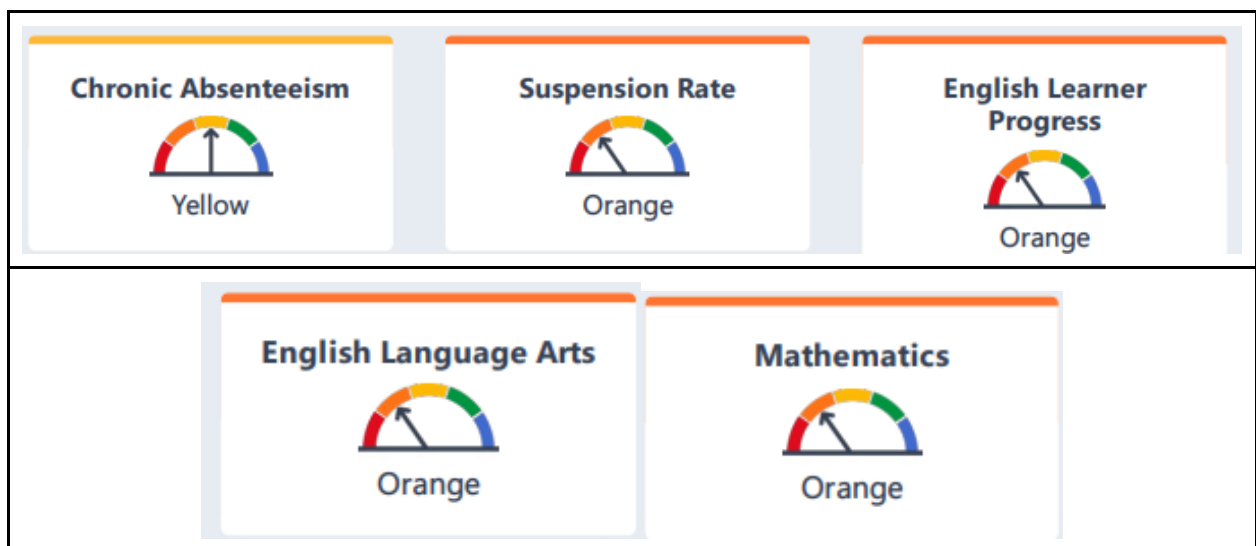 Chronic Absenteeism
Yellow
Suspension Rate
Orange
English Learner
Progress
Orange
English Language Arts
Orange
Mathematics
Orange